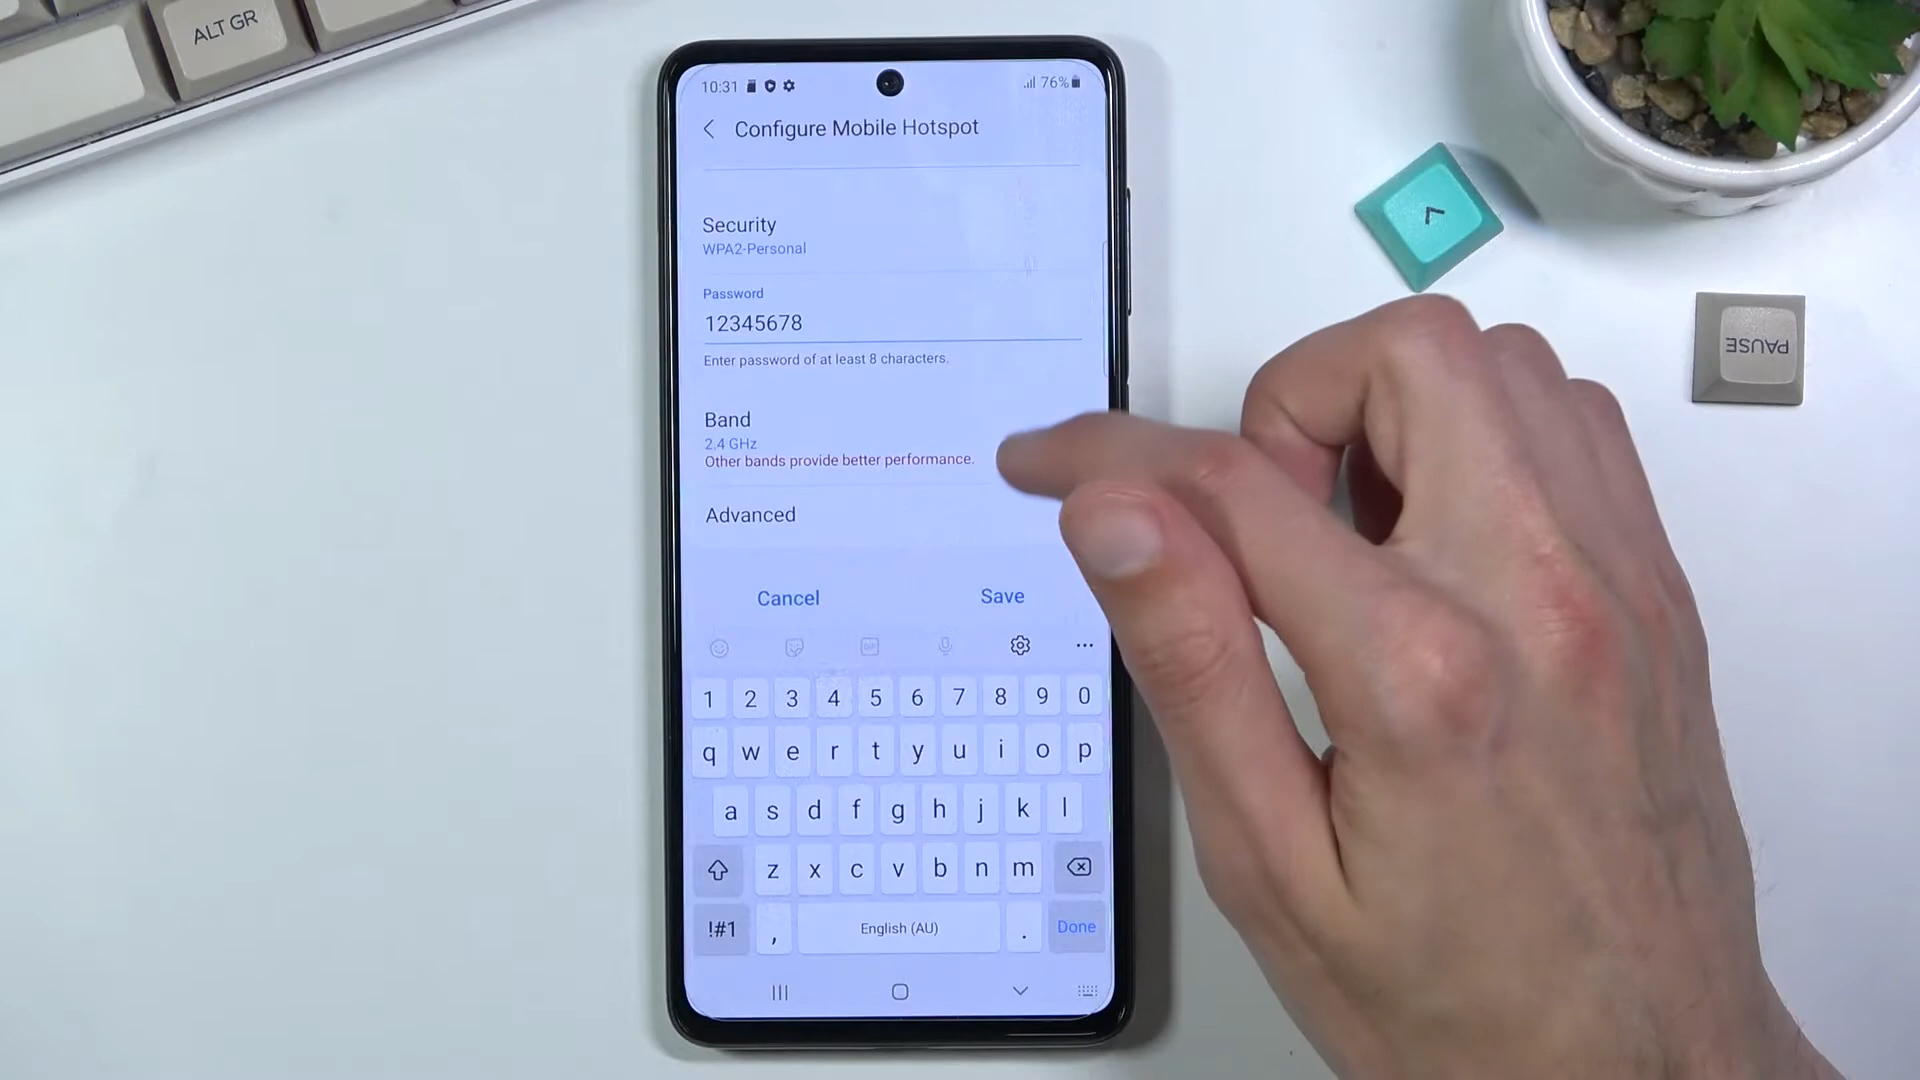 ALT GR
10:31
76%
Configure Mobile Hotspot
Security
WPA2-Personal
Password
12345678
Enter password of at least 8 characters.
Band
2.4 GHz
Other bands provide better performance.
Advanced
Cancel
Save
GIF
1 2 3 4 5 6 7 8 9 0
q w e r t y u i o p
a s d f g h j k l
z x c v b n m
!#1 , English (AU) . Done
PAUSE